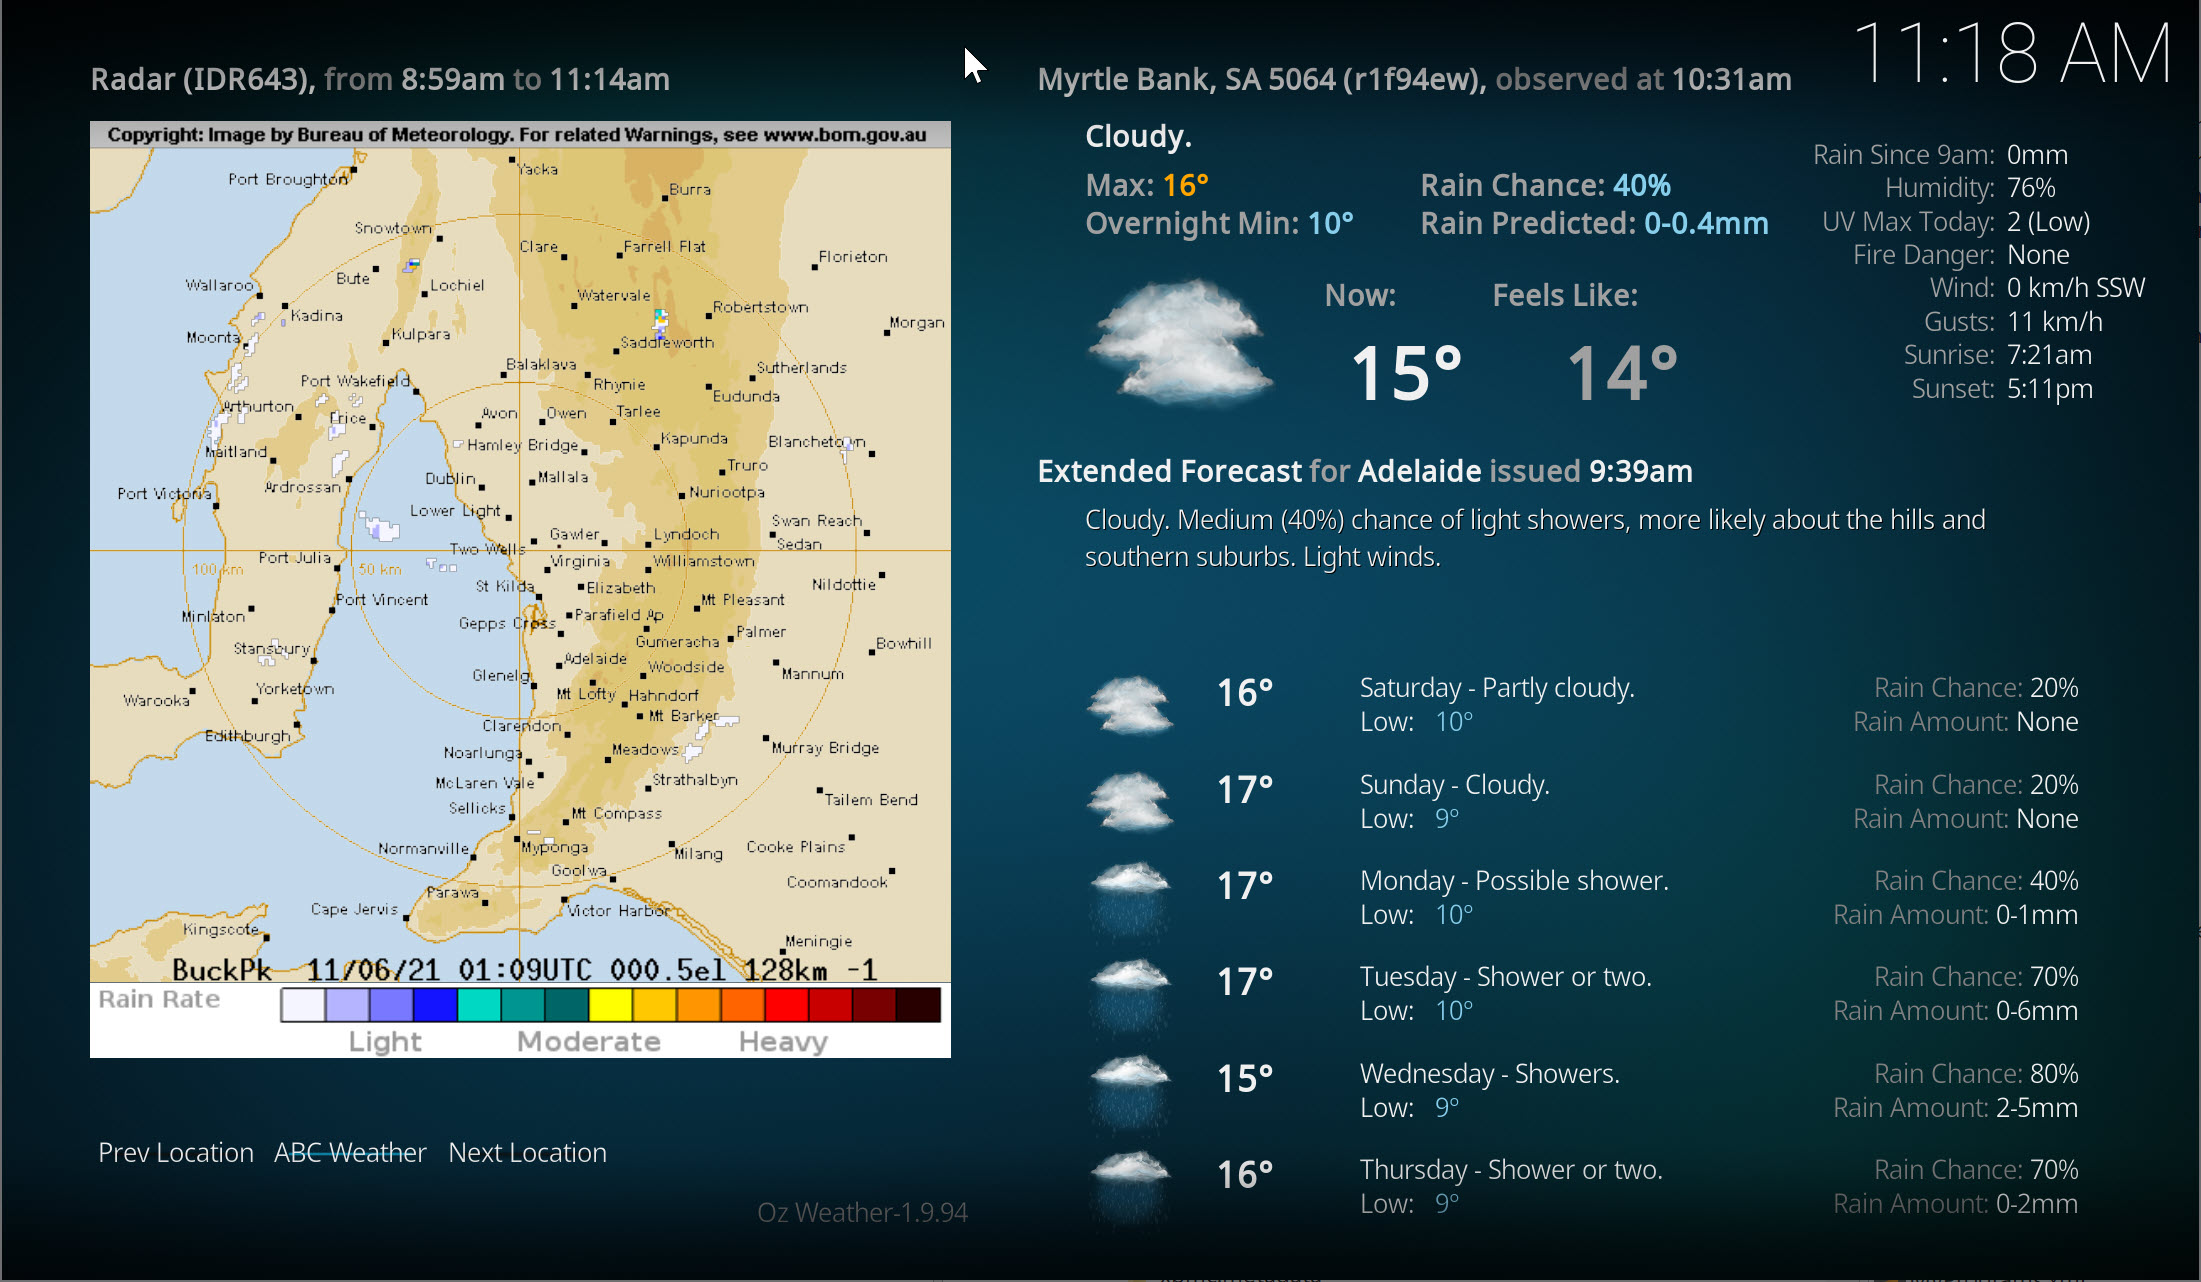 11:18 AM
Radar (IDR643), from 8:59am to 11:14am
Copyright: Image by Bureau of Meteorology. For related Warnings, see www.bom.gov.au
Port Broughton
Yacka
Burra
Snowtown
Clare
Farrell Flat
Florieton
Bute
Wallaroo
Lochiel
Watervale
Robertstown
Kadina
Morgan
Moonta
Kulpara
Saddleworth
Balaklava
Sutherlands
Port Wakefield
Rhynie
Eudunda
Arthurton
Price
Avon
Owen
Tarlee
Maitland
Hamley Bridge
Kapunda
Blanchetown
Truro
Ardrossan
Dublin
Mallala
Nuriootpa
Port Victoria
Lower Light
Swan Reach
Gawler
Lyndoch
Sedan
Two Wells
Port Julia
Virginia
Williamstown
100 km
50 km
St Kilda
Elizabeth
Nildottie
Port Vincent
Mt Pleasant
Minlaton
Parafield Ap
Gepps Cross
Palmer
Gumeracha
Bowhill
Stansbury
Adelaide
Woodside
Glenelg
Mannum
Warooka
Yorketown
Mt Lofty
Hahndorf
Mt Barker
Clarendon
Edithburgh
Noarlunga
Meadows
Murray Bridge
McLaren Vale
Strathalbyn
Sellicks
Tailem Bend
Mt Compass
Normanville
Myponga
Milang
Cooke Plains
Goolwa
Coomandook
Parawa
Cape Jervis
Victor Harbor
Kingscote
Meningie
BuckPk 11/06/21 01:09UTC 000.5el 128km -1
Rain Rate
Light Moderate Heavy
Prev Location ABC Weather Next Location
Oz Weather-1.9.94
Myrtle Bank, SA 5064 (r1f94ew), observed at 10:31am
Cloudy.
Max: 16° Rain Chance: 40%
Overnight Min: 10° Rain Predicted: 0-0.4mm
Now: Feels Like:
15° 14°
Rain Since 9am: 0mm
Humidity: 76%
UV Max Today: 2 (Low)
Fire Danger: None
Wind: 0 km/h SSW
Gusts: 11 km/h
Sunrise: 7:21am
Sunset: 5:11pm
Extended Forecast for Adelaide issued 9:39am
Cloudy. Medium (40%) chance of light showers, more likely about the hills and
southern suburbs. Light winds.
16° Saturday - Partly cloudy. Rain Chance: 20%
Low: 10° Rain Amount: None
17° Sunday - Cloudy. Rain Chance: 20%
Low: 9° Rain Amount: None
17° Monday - Possible shower. Rain Chance: 40%
Low: 10° Rain Amount: 0-1mm
17° Tuesday - Shower or two. Rain Chance: 70%
Low: 10° Rain Amount: 0-6mm
15° Wednesday - Showers. Rain Chance: 80%
Low: 9° Rain Amount: 2-5mm
16° Thursday - Shower or two. Rain Chance: 70%
Low: 9° Rain Amount: 0-2mm